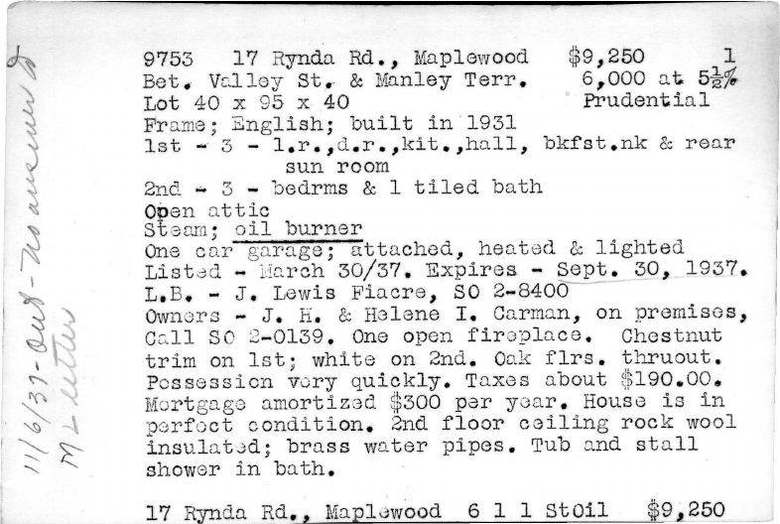 9753 17 Rynda Rd., Maplewood $9,250 1
Bet. Valley St. & Manley Terr. 6,000 at 5½%
Lot 40 x 95 x 40 Prudential
Frame; English; built in 1931
1st - 3 - l.r.,d.r.,kit.,hall, bkfst.nk & rear
sun room
2nd - 3 - bedrms & 1 tiled bath
Open attic
Steam; oil burner
One car garage; attached, heated & lighted
Listed - March 30/37. Expires - Sept. 30, 1937.
L.B. - J. Lewis Fiacre, SO 2-8400
Owners - J. H. & Helene I. Carman, on premises,
Call SO 2-0139. One open fireplace. Chestnut
trim on 1st; white on 2nd. Oak flrs. thruout.
Possession very quickly. Taxes about $190.00.
Mortgage amortized $300 per year. House is in
perfect condition. 2nd floor ceiling rock wool
insulated; brass water pipes. Tub and stall
shower in bath.
17 Rynda Rd., Maplewood 6 1 1 StOil $9,250
11/6/37-Out-No answer to
M Letter